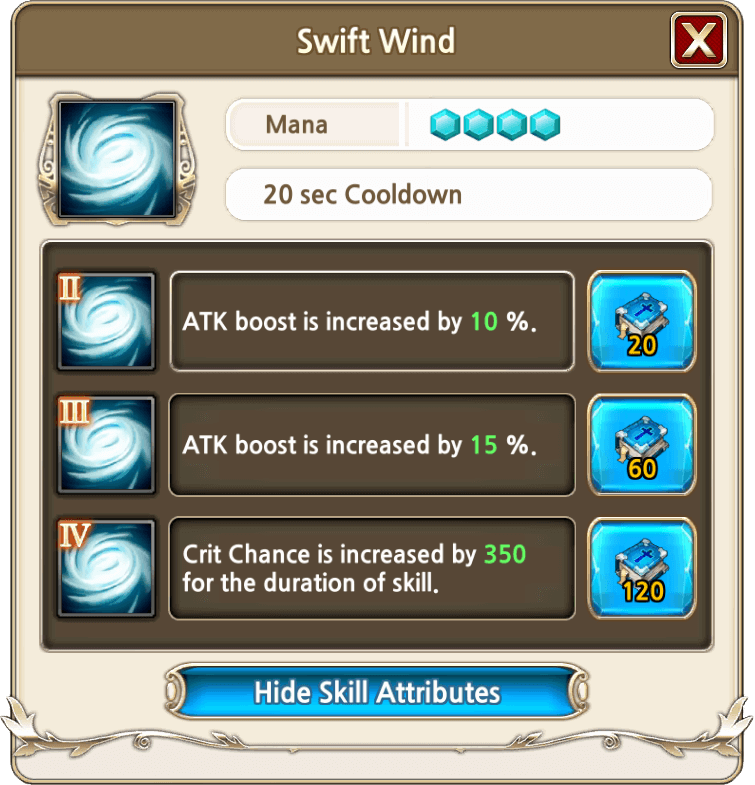 Swift Wind
X
Mana
20 sec Cooldown
II
ATK boost is increased by 10 %.
20
III
ATK boost is increased by 15 %.
60
IV
Crit Chance is increased by 350
for the duration of skill.
120
Hide Skill Attributes